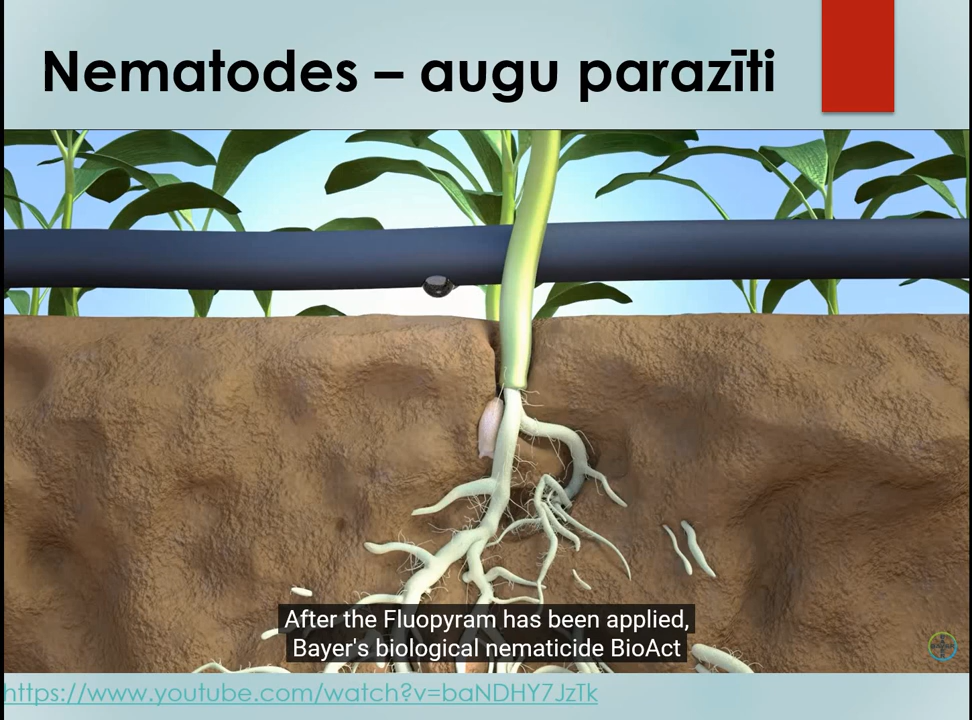 Nematodes – augu parazīti
After the Fluopyram has been applied,
Bayer's biological nematicide BioAct
https://www.youtube.com/watch?v=baNDHY7JzTk